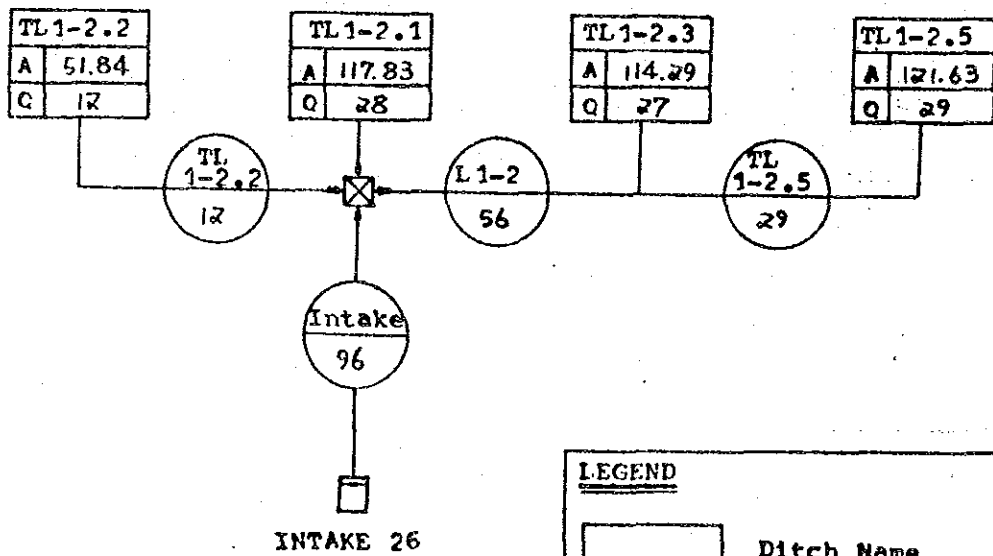 TL 1-2.2
A 51.84
Q 12
TL 1-2.1
A 117.83
Q 28
TL 1-2.3
A 114.29
Q 27
TL 1-2.5
A 121.63
Q 29
TL
1-2.2
12
L 1-2
56
TL
1-2.5
29
Intake
96
INTAKE 26
LEGEND
Ditch Name